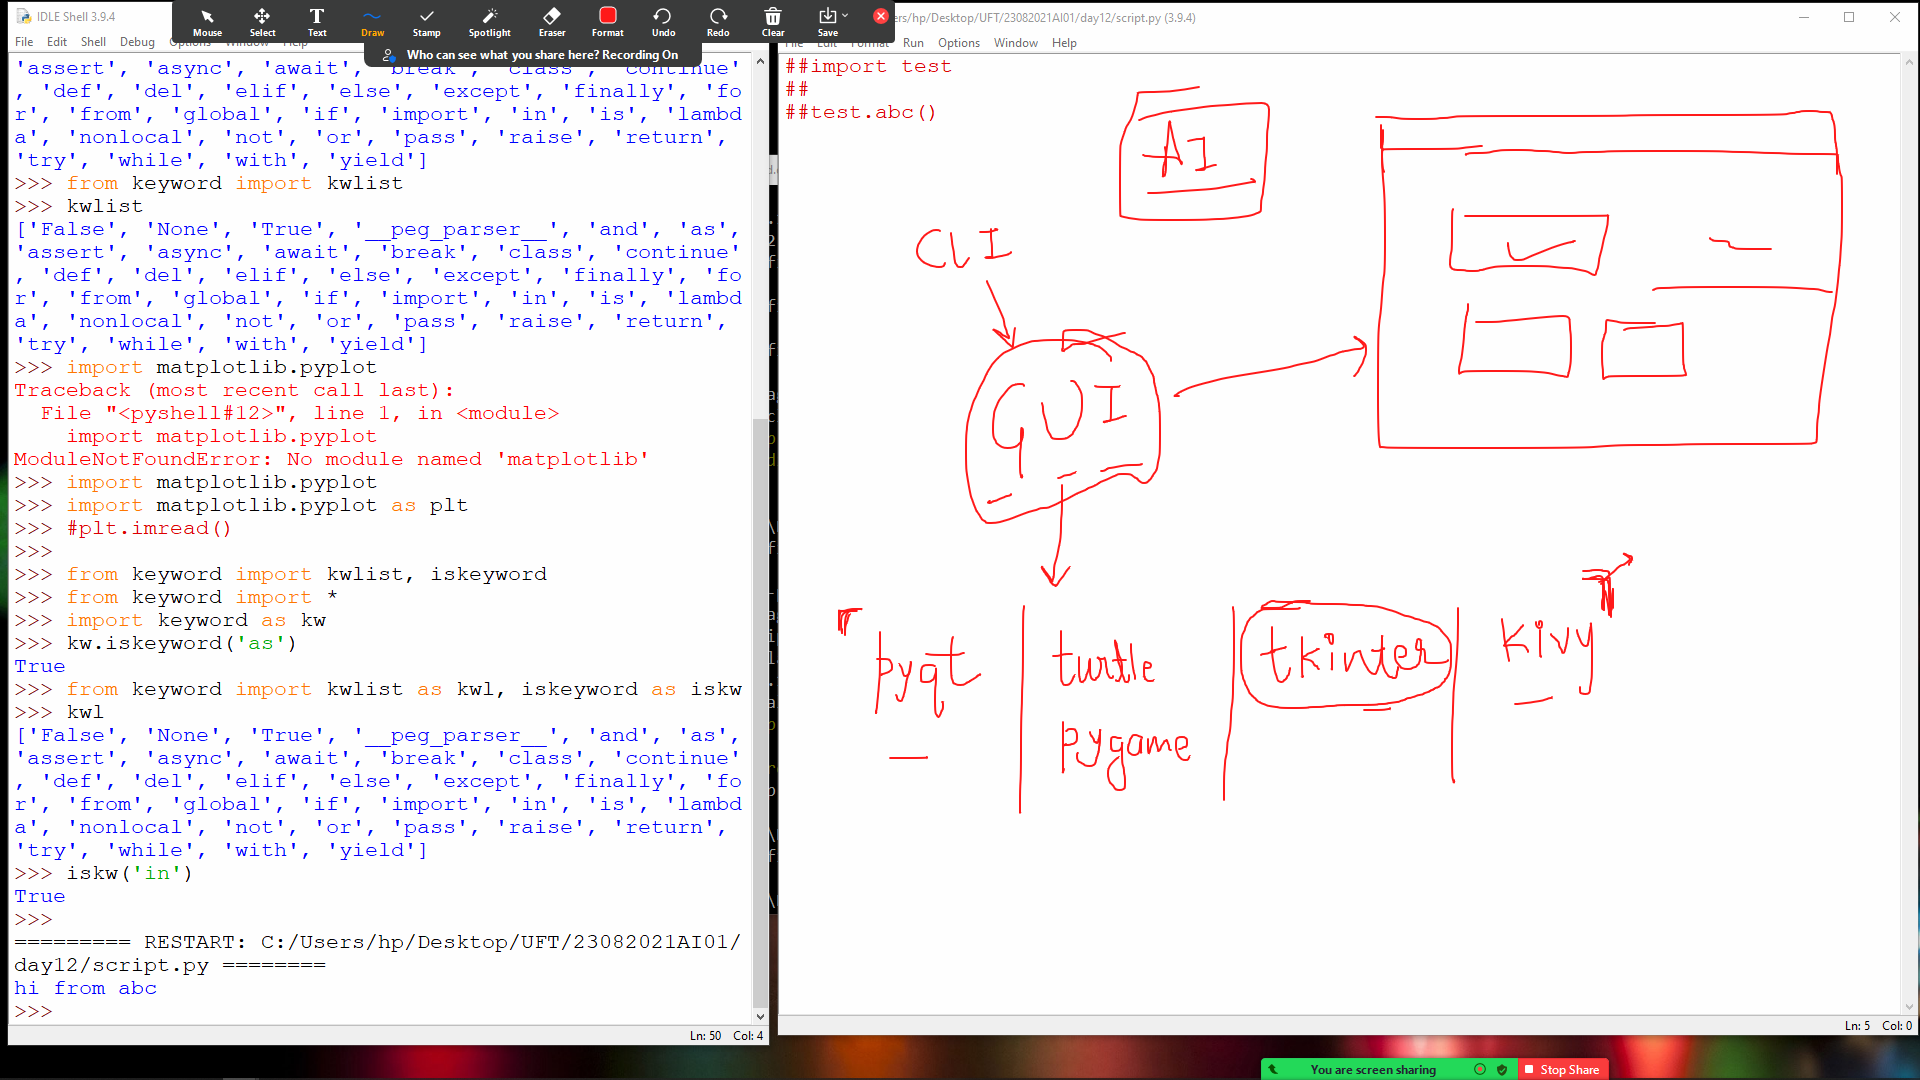 IDLE Shell 3.9.4
File Edit Shell Debug Options Window Help
Mouse Select Text Draw Stamp Spotlight Eraser Format Undo Redo Clear Save
Who can see what you share here? Recording On
'assert', 'async', 'await', 'break', 'class', 'continue'
, 'def', 'del', 'elif', 'else', 'except', 'finally', 'fo
r', 'from', 'global', 'if', 'import', 'in', 'is', 'lambd
a', 'nonlocal', 'not', 'or', 'pass', 'raise', 'return',
'try', 'while', 'with', 'yield']
>>> from keyword import kwlist
>>> kwlist
['False', 'None', 'True', '__peg_parser__', 'and', 'as',
'assert', 'async', 'await', 'break', 'class', 'continue'
, 'def', 'del', 'elif', 'else', 'except', 'finally', 'fo
r', 'from', 'global', 'if', 'import', 'in', 'is', 'lambd
a', 'nonlocal', 'not', 'or', 'pass', 'raise', 'return',
'try', 'while', 'with', 'yield']
>>> import matplotlib.pyplot
Traceback (most recent call last):
  File "<pyshell#12>", line 1, in <module>
    import matplotlib.pyplot
ModuleNotFoundError: No module named 'matplotlib'
>>> import matplotlib.pyplot
>>> import matplotlib.pyplot as plt
>>> #plt.imread()
>>>
>>> from keyword import kwlist, iskeyword
>>> from keyword import *
>>> import keyword as kw
>>> kw.iskeyword('as')
True
>>> from keyword import kwlist as kwl, iskeyword as iskw
>>> kwl
['False', 'None', 'True', '__peg_parser__', 'and', 'as',
'assert', 'async', 'await', 'break', 'class', 'continue'
, 'def', 'del', 'elif', 'else', 'except', 'finally', 'fo
r', 'from', 'global', 'if', 'import', 'in', 'is', 'lambd
a', 'nonlocal', 'not', 'or', 'pass', 'raise', 'return',
'try', 'while', 'with', 'yield']
>>> iskw('in')
True
>>>
========= RESTART: C:/Users/hp/Desktop/UFT/23082021AI01/
day12/script.py ========
hi from abc
>>>
Ln: 50 Col: 4
ers/hp/Desktop/UFT/23082021AI01/day12/script.py (3.9.4)
File Edit Format Run Options Window Help
##import test
##
##test.abc()
AI
CLI
GUI
pyqt turtle tkinter kivy
pygame
Ln: 5 Col: 0
You are screen sharing Stop Share